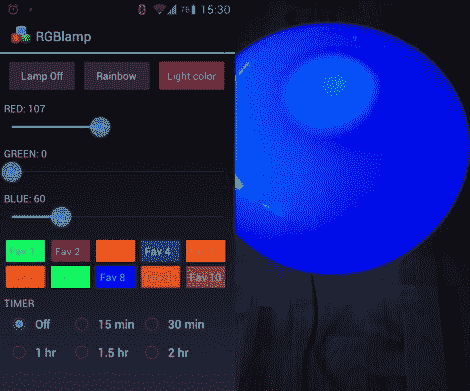 76% 15:30
RGBlamp
Lamp Off Rainbow Light color
RED: 107
GREEN: 0
BLUE: 60
Fav 1 Fav 2 Fav 4
Fav 8 Fav 10
TIMER
Off 15 min 30 min
1 hr 1.5 hr 2 hr